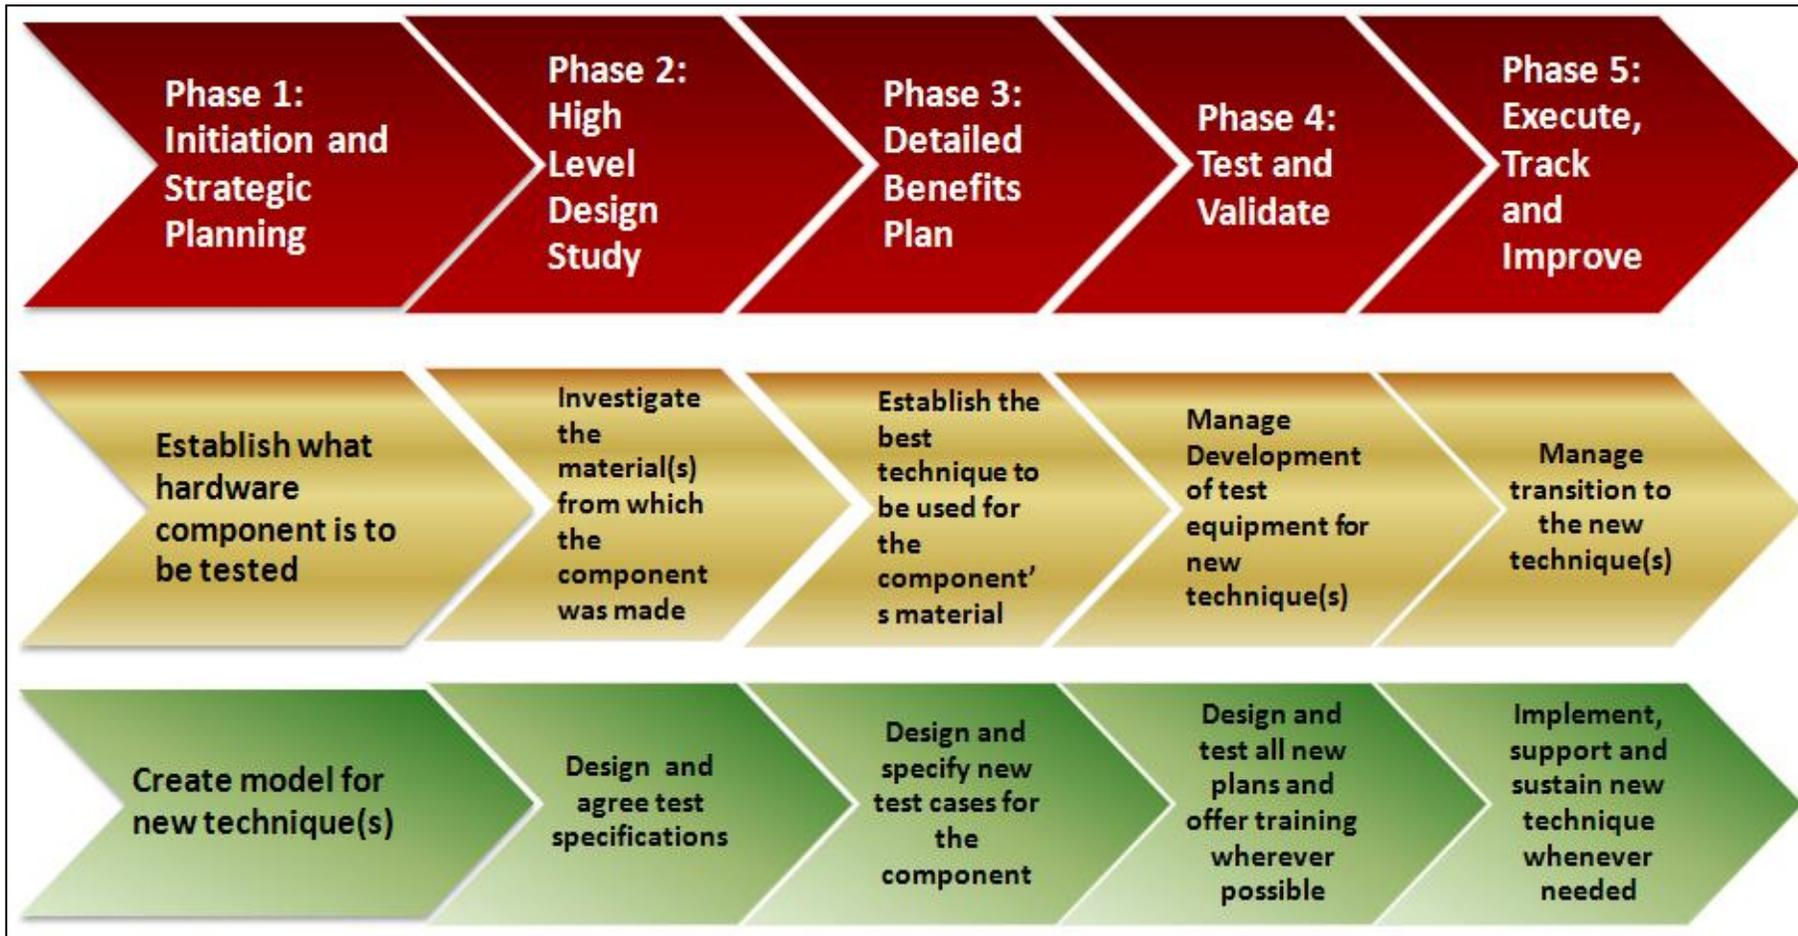 Phase 1:
Initiation and
Strategic
Planning
Phase 2:
High
Level
Design
Study
Phase 3:
Detailed
Benefits
Plan
Phase 4:
Test and
Validate
Phase 5:
Execute,
Track
and
Improve
Establish what
hardware
component is to
be tested
Investigate
the
material(s)
from which
the
component
was made
Establish the
best
technique to
be used for
the
component’
s material
Manage
Development
of test
equipment for
new
technique(s)
Manage
transition to
the new
technique(s)
Create model for
new technique(s)
Design and
agree test
specifications
Design and
specify new
test cases for
the
component
Design and
test all new
plans and
offer training
wherever
possible
Implement,
support and
sustain new
technique
whenever
needed